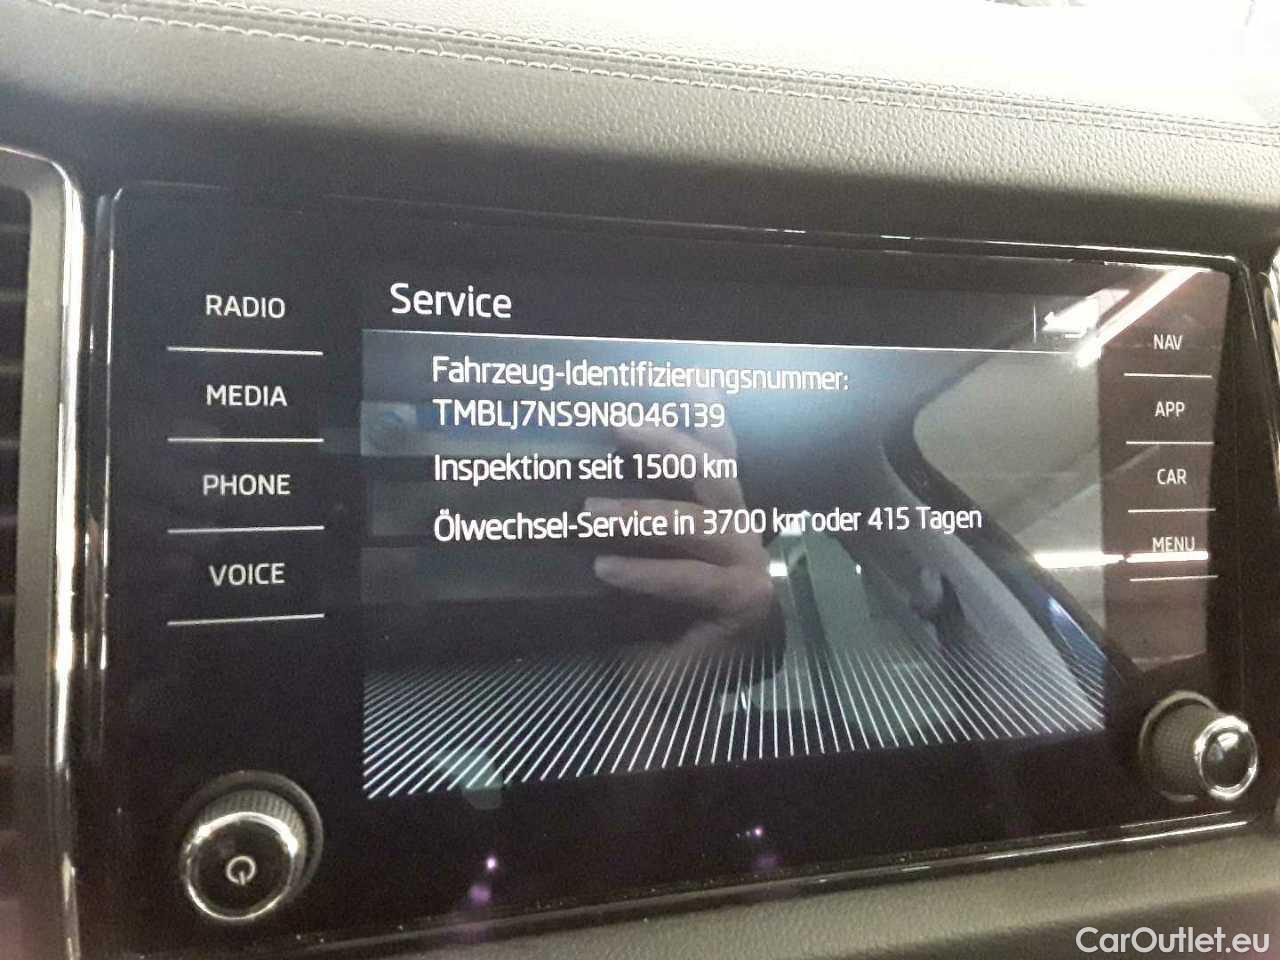 Service
RADIO
MEDIA
PHONE
VOICE
Fahrzeug-Identifizierungsnummer:
TMBLJ7NS9N8046139
Inspektion seit 1500 km
Ölwechsel-Service in 3700 km oder 415 Tagen
NAV
APP
CAR
MENU
CarOutlet.eu